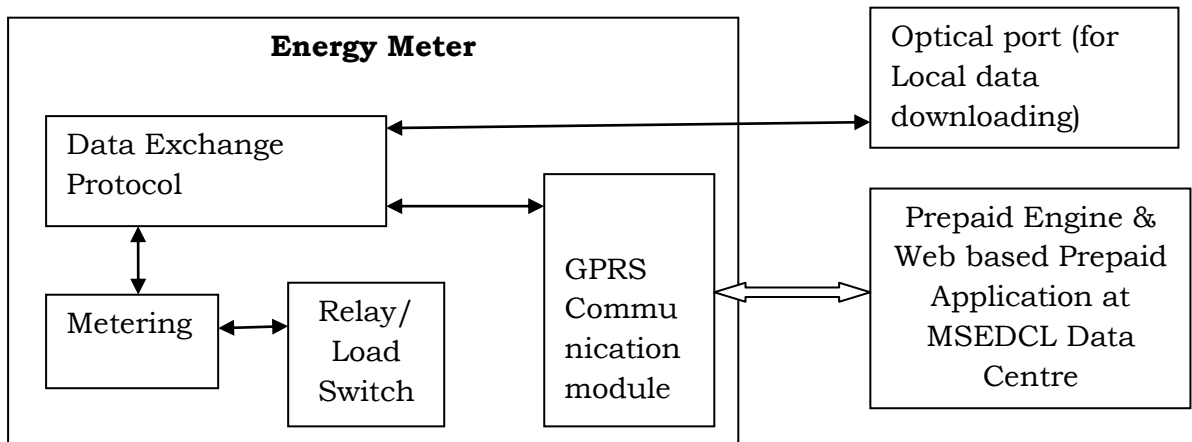 Energy Meter
Optical port (for
Local data
downloading)
Data Exchange
Protocol
GPRS
Commu
nication
module
Prepaid Engine &
Web based Prepaid
Application at
MSEDCL Data
Centre
Metering
Relay/
Load
Switch